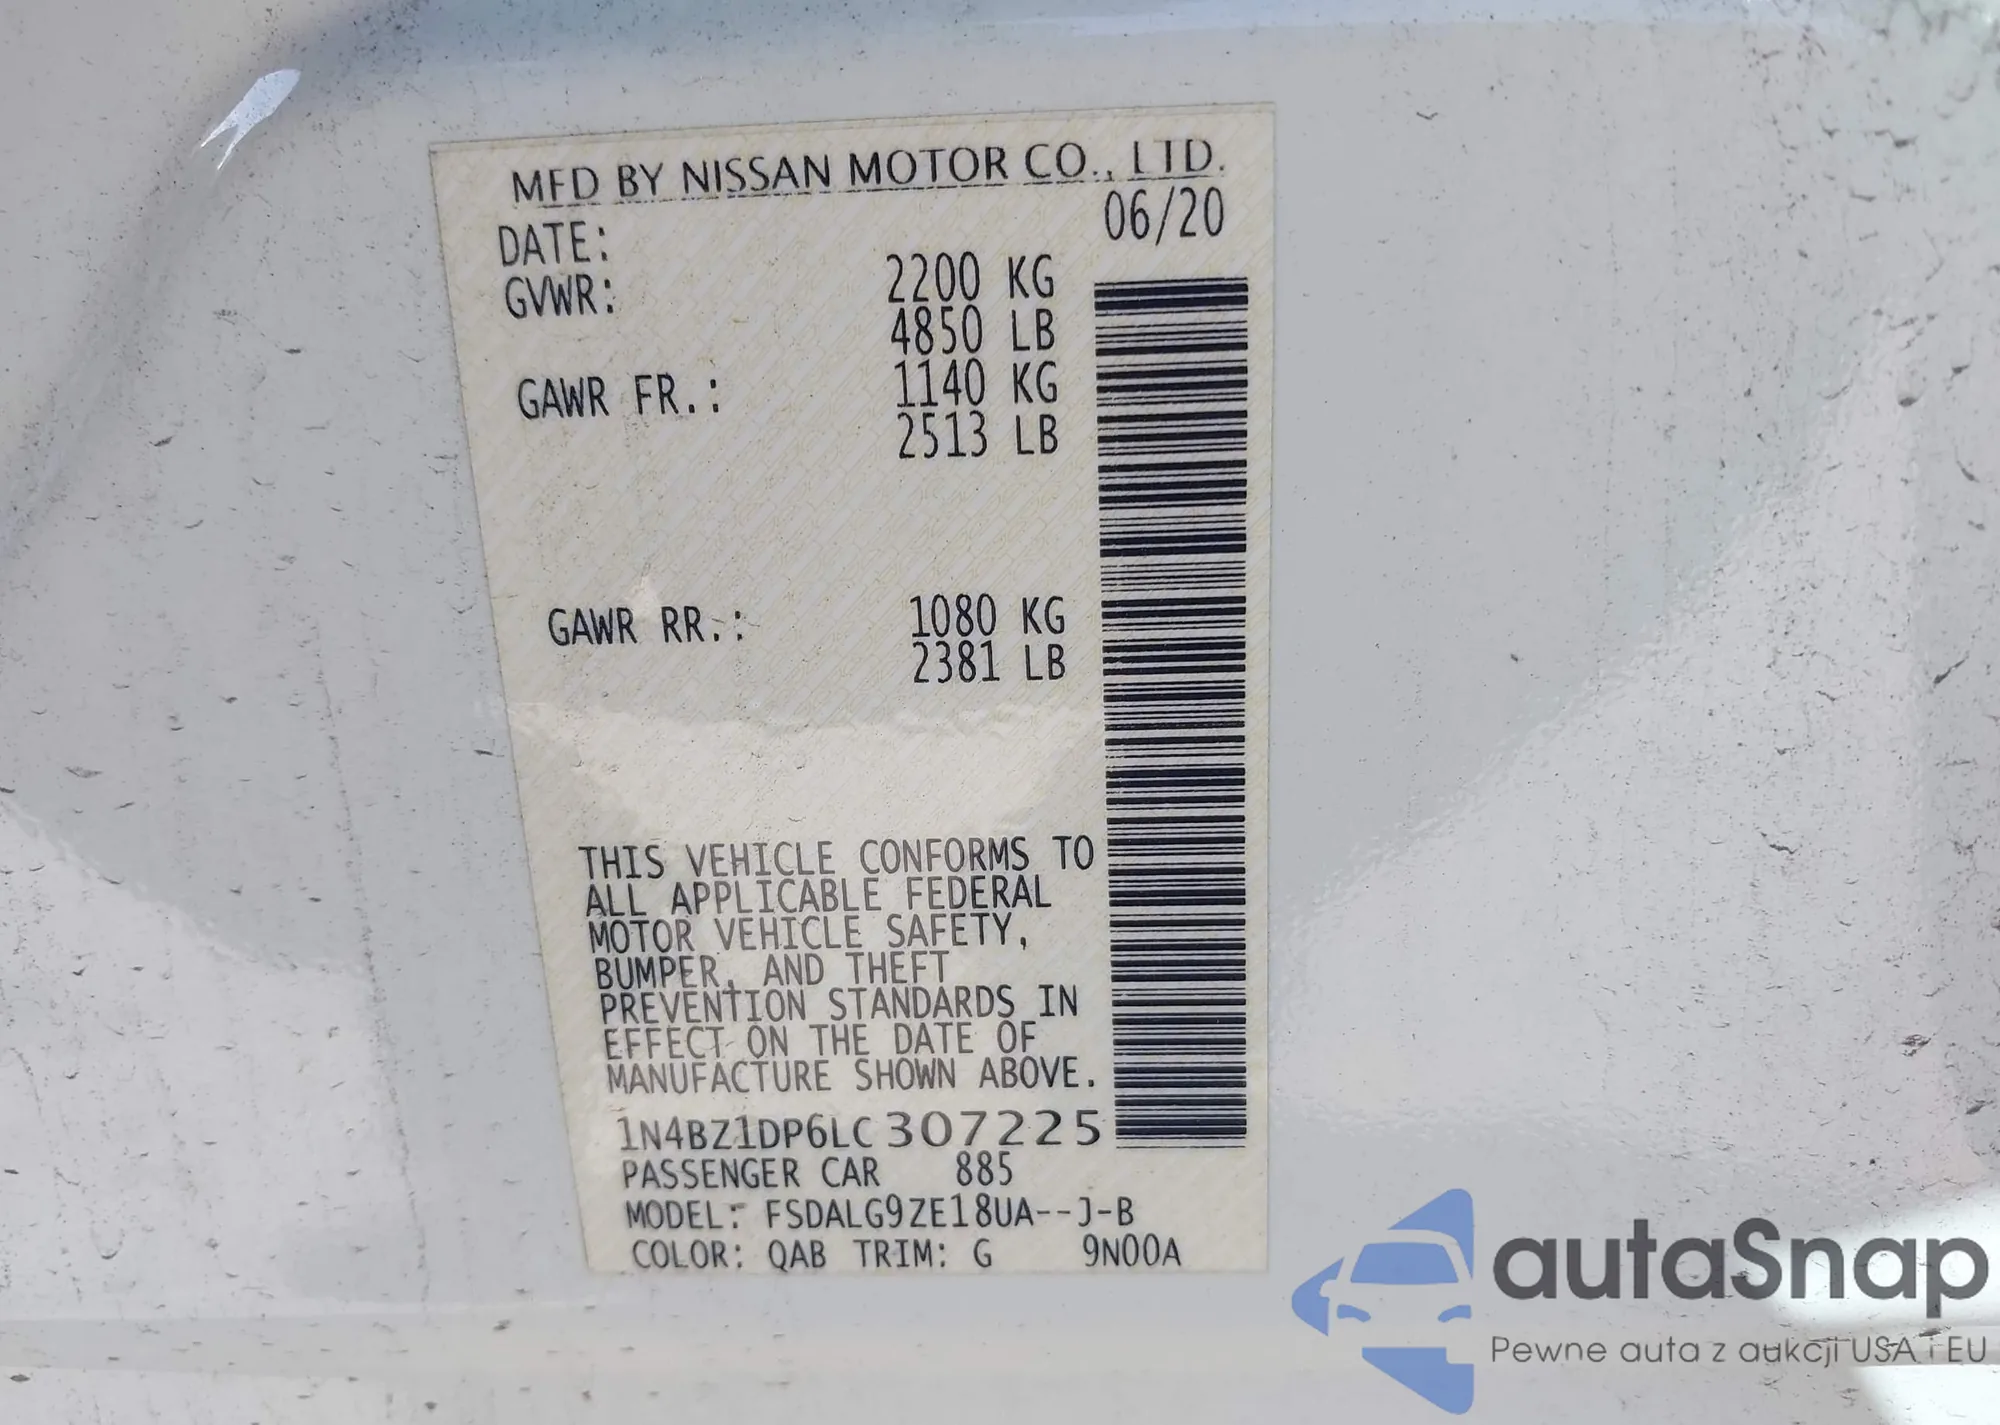 MFD BY NISSAN MOTOR CO., LTD.
DATE: 06/20
GVWR: 2200 KG
4850 LB
GAWR FR.: 1140 KG
2513 LB
GAWR RR.: 1080 KG
2381 LB
THIS VEHICLE CONFORMS TO
ALL APPLICABLE FEDERAL
MOTOR VEHICLE SAFETY,
BUMPER, AND THEFT
PREVENTION STANDARDS IN
EFFECT ON THE DATE OF
MANUFACTURE SHOWN ABOVE.
1N4BZ1DP6LC307225
PASSENGER CAR 885
MODEL: FSDALG9ZE18UA--J-B
COLOR: QAB TRIM: G 9N00A
autaSnap
Pewne auta z aukcji USA i EU